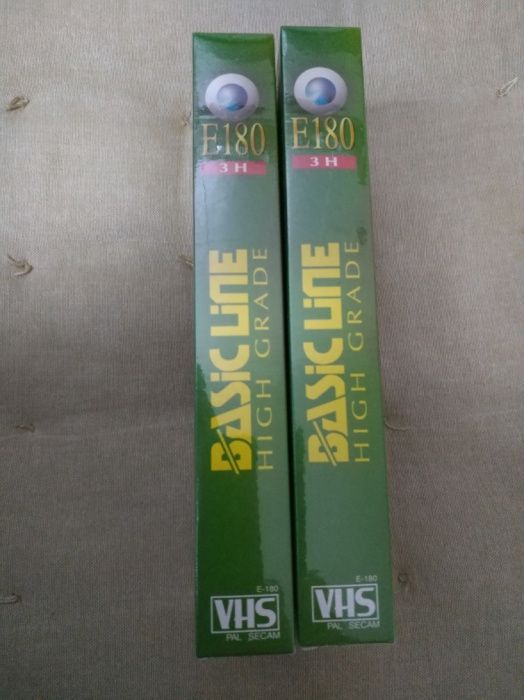 E180
3 H
BASIC LINE
HIGH GRADE
E-180
VHS
PAL SECAM
E180
3 H
BASIC LINE
HIGH GRADE
E-180
VHS
PAL SECAM